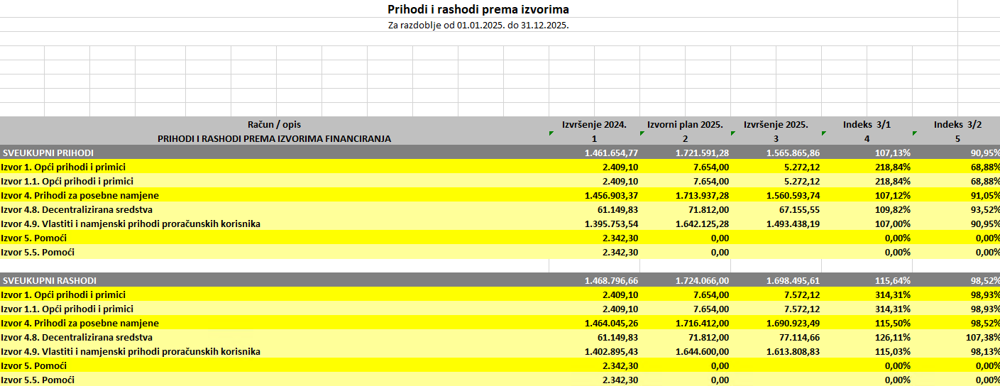 Prihodi i rashodi prema izvorima
Za razdoblje od 01.01.2025. do 31.12.2025.
Račun / opis Izvršenje 2024. Izvorni plan 2025. Izvršenje 2025. Indeks 3/1 Indeks 3/2
PRIHODI I RASHODI PREMA IZVORIMA FINANCIRANJA 1 2 3 4 5
SVEUKUPNI PRIHODI 1.461.654,77 1.721.591,28 1.565.865,86 107,13% 90,95%
Izvor 1. Opći prihodi i primici 2.409,10 7.654,00 5.272,12 218,84% 68,88%
Izvor 1.1. Opći prihodi i primici 2.409,10 7.654,00 5.272,12 218,84% 68,88%
Izvor 4. Prihodi za posebne namjene 1.456.903,37 1.713.937,28 1.560.593,74 107,12% 91,05%
Izvor 4.8. Decentralizirana sredstva 61.149,83 71.812,00 67.155,55 109,82% 93,52%
Izvor 4.9. Vlastiti i namjenski prihodi proračunskih korisnika 1.395.753,54 1.642.125,28 1.493.438,19 107,00% 90,95%
Izvor 5. Pomoći 2.342,30 0,00 0,00% 0,00%
Izvor 5.5. Pomoći 2.342,30 0,00 0,00% 0,00%
SVEUKUPNI RASHODI 1.468.796,66 1.724.066,00 1.698.495,61 115,64% 98,52%
Izvor 1. Opći prihodi i primici 2.409,10 7.654,00 7.572,12 314,31% 98,93%
Izvor 1.1. Opći prihodi i primici 2.409,10 7.654,00 7.572,12 314,31% 98,93%
Izvor 4. Prihodi za posebne namjene 1.464.045,26 1.716.412,00 1.690.923,49 115,50% 98,52%
Izvor 4.8. Decentralizirana sredstva 61.149,83 71.812,00 77.114,66 126,11% 107,38%
Izvor 4.9. Vlastiti i namjenski prihodi proračunskih korisnika 1.402.895,43 1.644.600,00 1.613.808,83 115,03% 98,13%
Izvor 5. Pomoći 2.342,30 0,00 0,00% 0,00%
Izvor 5.5. Pomoći 2.342,30 0,00 0,00% 0,00%